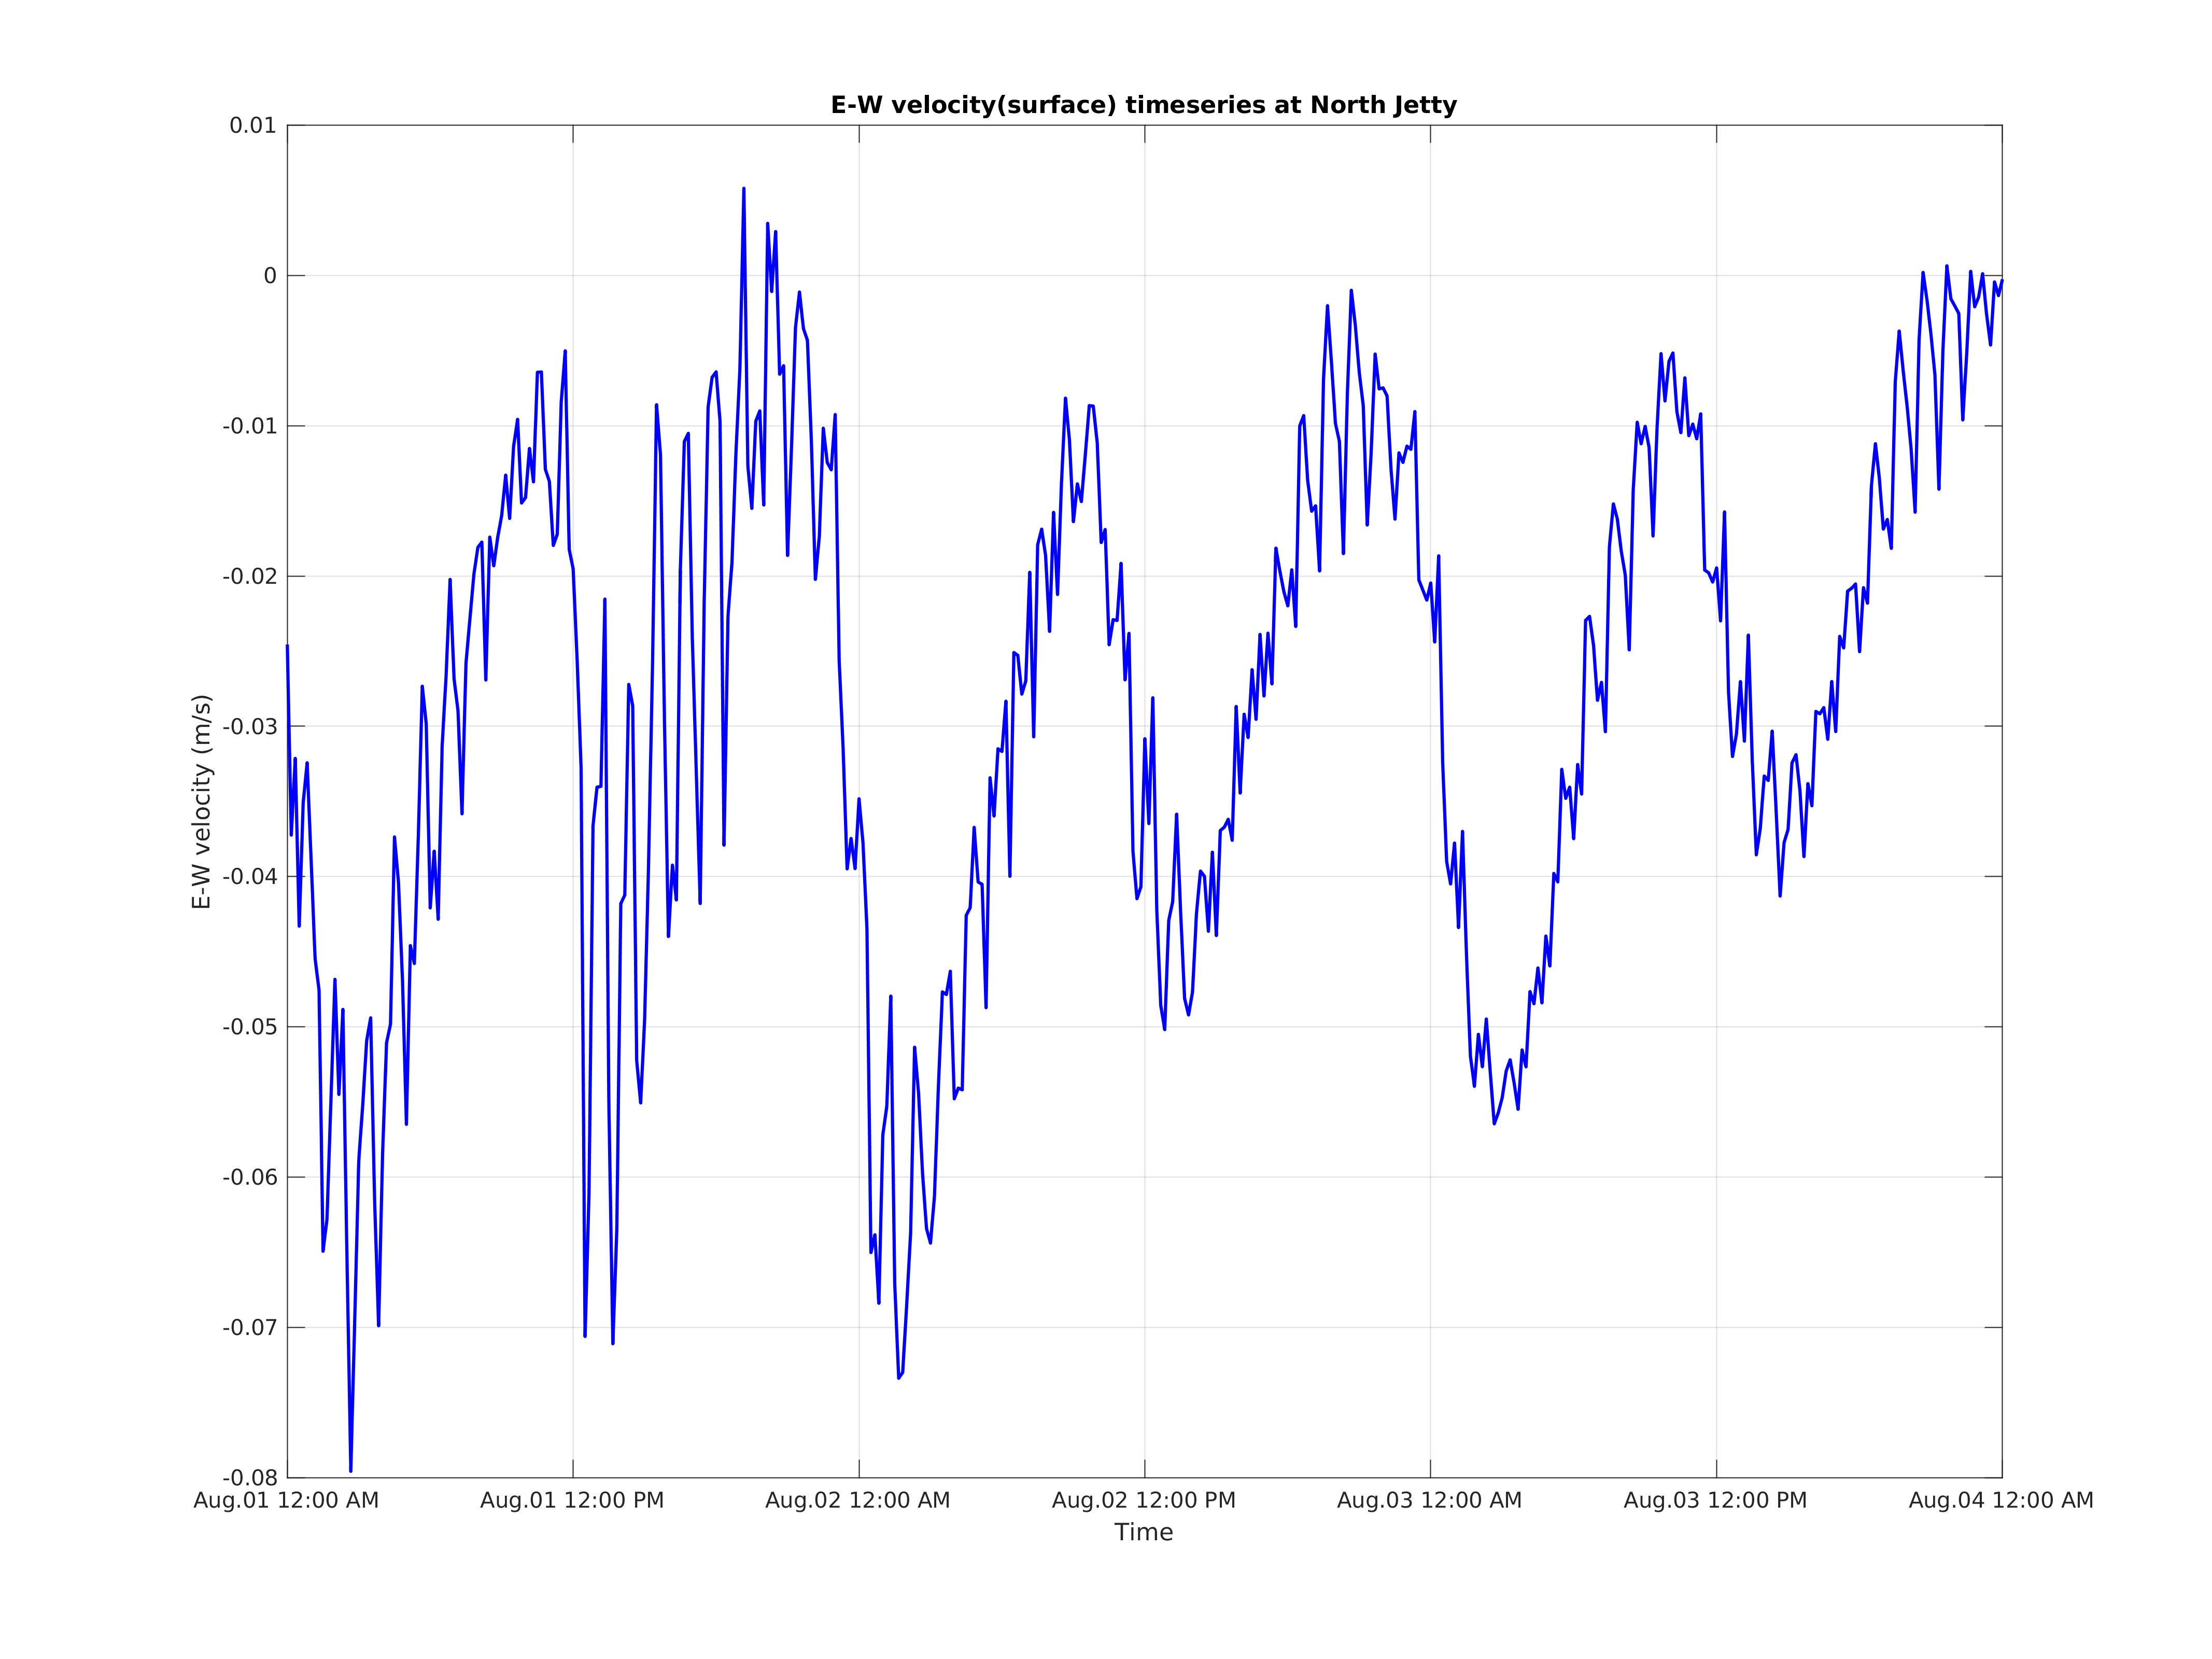 E-W velocity(surface) timeseries at North Jetty
0.01
0
-0.01
-0.02
-0.03
-0.04
-0.05
-0.06
-0.07
-0.08
E-W velocity (m/s)
Aug.01 12:00 AM
Aug.01 12:00 PM
Aug.02 12:00 AM
Aug.02 12:00 PM
Aug.03 12:00 AM
Aug.03 12:00 PM
Aug.04 12:00 AM
Time